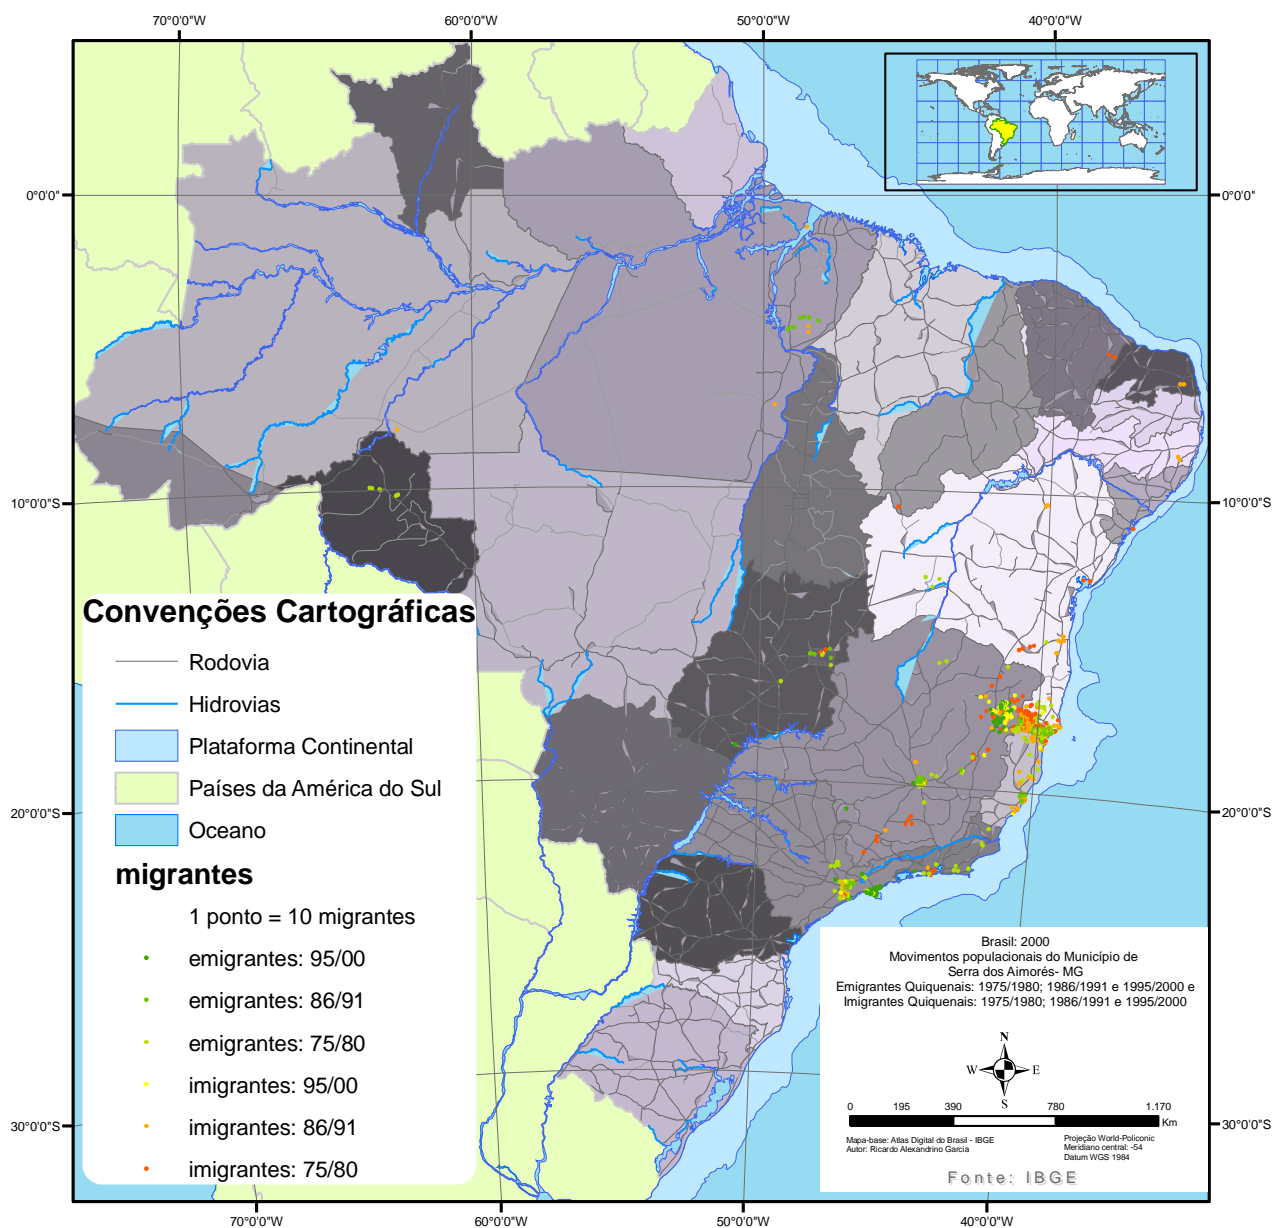 70°0'0"W
60°0'0"W
50°0'0"W
40°0'0"W
0°0'0"
0°0'0"
10°0'0"S
10°0'0"S
Convenções Cartográficas
Rodovia
Hidrovias
Plataforma Continental
Países da América do Sul
Oceano
migrantes
1 ponto = 10 migrantes
emigrantes: 95/00
emigrantes: 86/91
emigrantes: 75/80
imigrantes: 95/00
imigrantes: 86/91
imigrantes: 75/80
20°0'0"S
20°0'0"S
Brasil: 2000
Movimentos populacionais do Município de
Serra dos Aimorés- MG
Emigrantes Quiquenais: 1975/1980; 1986/1991 e 1995/2000 e
Imigrantes Quiquenais: 1975/1980; 1986/1991 e 1995/2000
N
W
E
S
0 195 390 780 1.170
Km
Mapa-base: Atlas Digital do Brasil - IBGE
Autor: Ricardo Alexandrino Garcia
Projeção World-Policonic
Meridiano central: -54
Datum WGS 1984
Fonte: IBGE
30°0'0"S
30°0'0"S
70°0'0"W
60°0'0"W
50°0'0"W
40°0'0"W